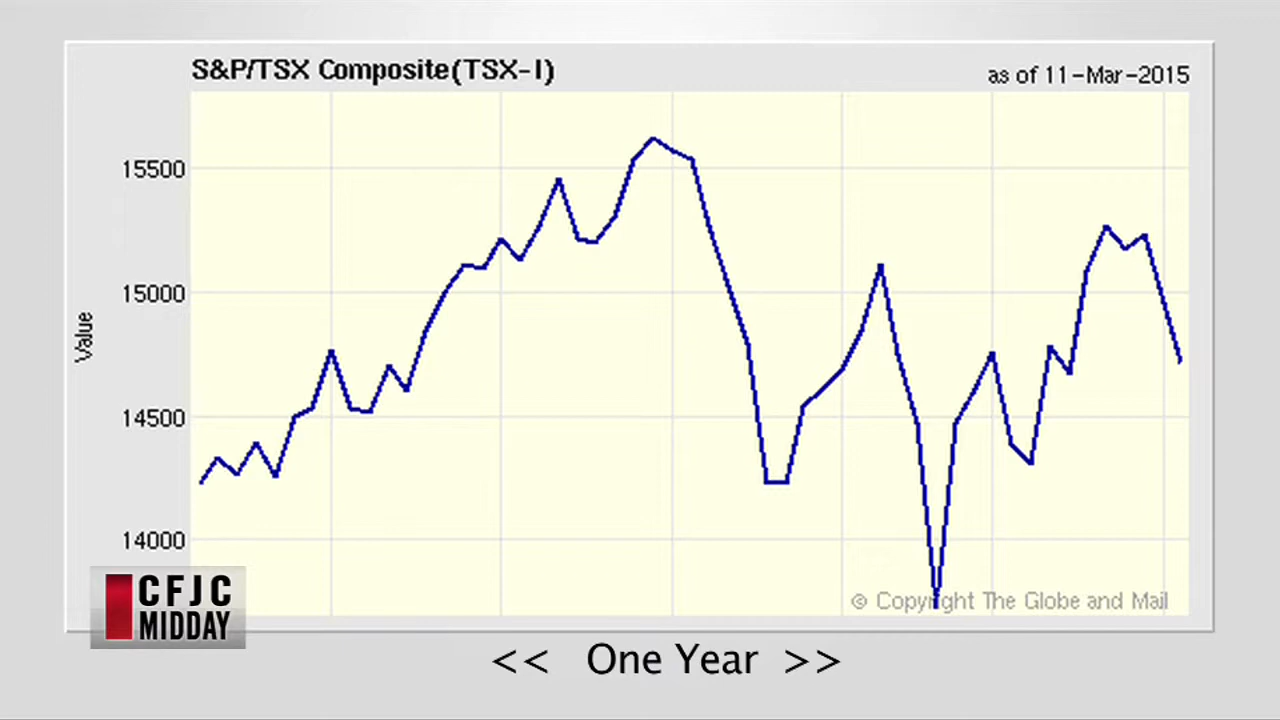 S&P/TSX Composite(TSX-I)
as of 11-Mar-2015
15500
15000
Value
14500
14000
© Copyright The Globe and Mail
CFJC
MIDDAY
<< One Year >>